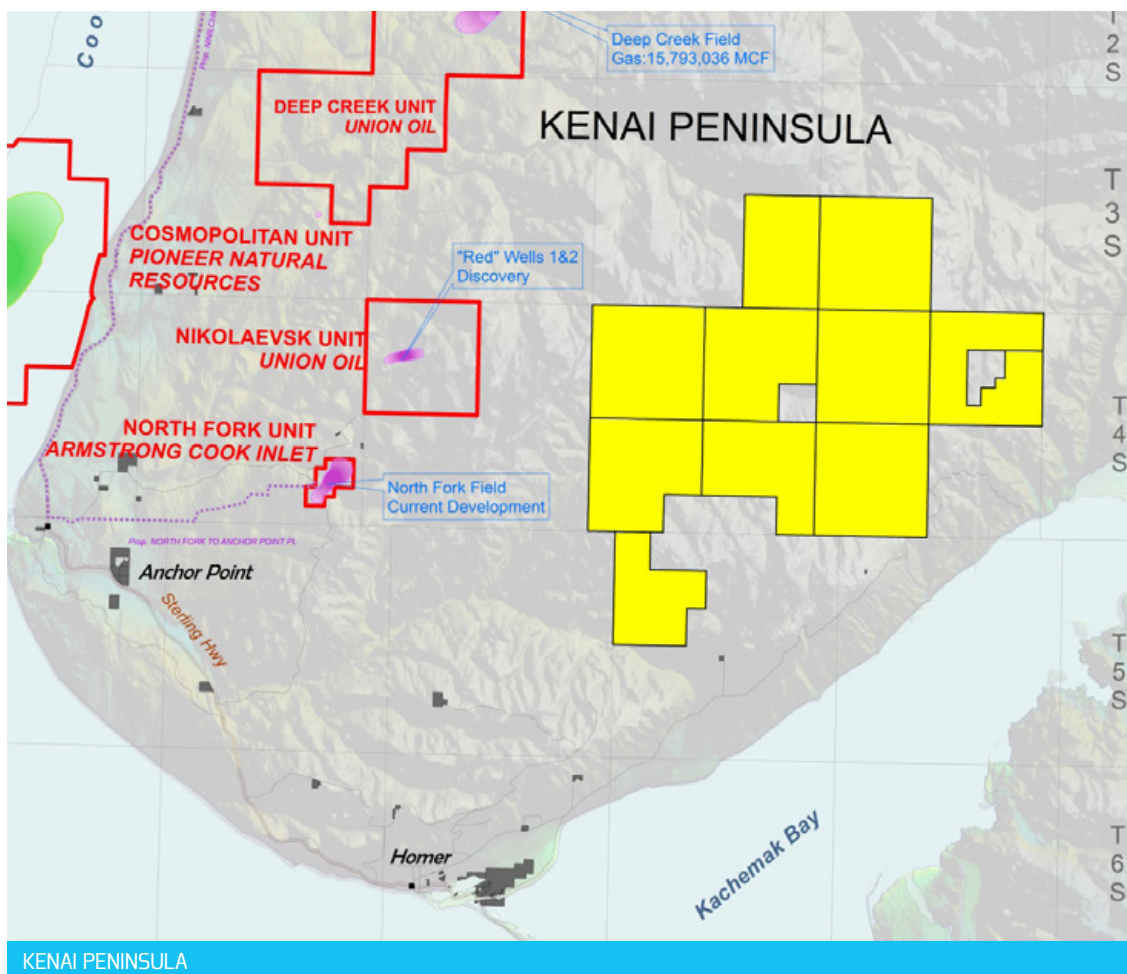 Coo
Prop. NINILCH
Deep Creek Field
Gas:15,793,036 MCF
T
2
S
DEEP CREEK UNIT
UNION OIL
KENAI PENINSULA
T
3
S
COSMOPOLITAN UNIT
PIONEER NATURAL
RESOURCES
"Red" Wells 1&2
Discovery
NIKOLAEVSK UNIT
UNION OIL
NORTH FORK UNIT
ARMSTRONG COOK INLET
T
4
S
North Fork Field
Current Development
Prop. NORTH FORK TO ANCHOR POINT PL
Anchor Point
Sterling Hwy
T
5
S
Homer
Kachemak Bay
T
6
S
KENAI PENINSULA